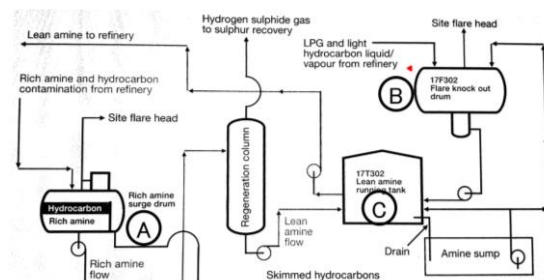 Hydrogen sulphide gas
to sulphur recovery
Site flare head
Lean amine to refinery
LPG and light
hydrocarbon liquid/
vapour from refinery
Rich amine and hydrocarbon
contamination from refinery
17F302
Flare knock out
drum
B
Site flare head
Regeneration column
Rich amine
surge drum
Hydrocarbon
Rich amine
A
17T302
Lean amine
running tank
C
Lean
amine
flow
Drain
Amine sump
Rich amine
flow
Skimmed hydrocarbons